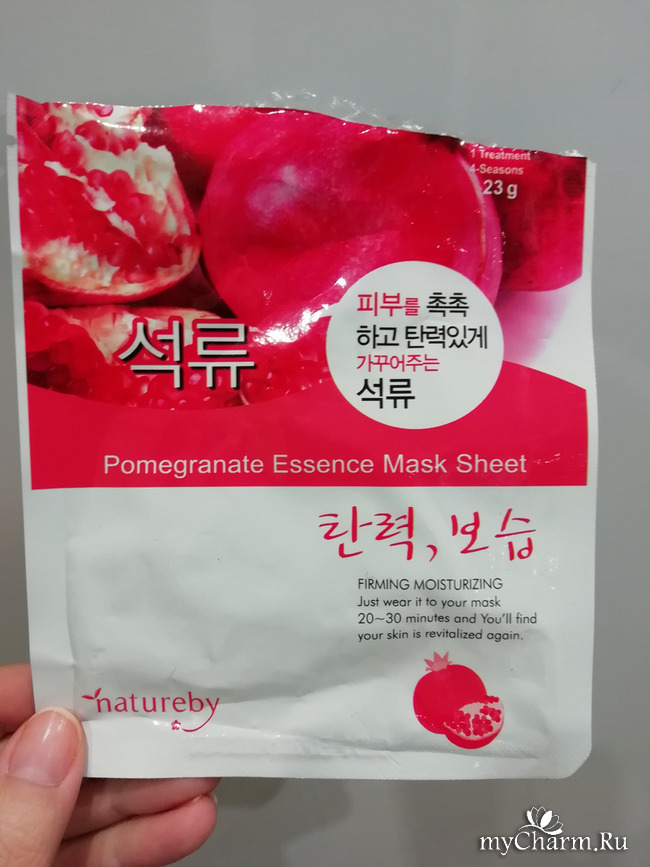 1 Treatment
4-Seasons
23 g
석류
피부를 촉촉
하고 탄력있게
가꾸어주는
석류
Pomegranate Essence Mask Sheet
탄력, 보습
FIRMING MOISTURIZING
Just wear it to your mask
20~30 minutes and You'll find
your skin is revitalized again.
natureby
myCharm.Ru